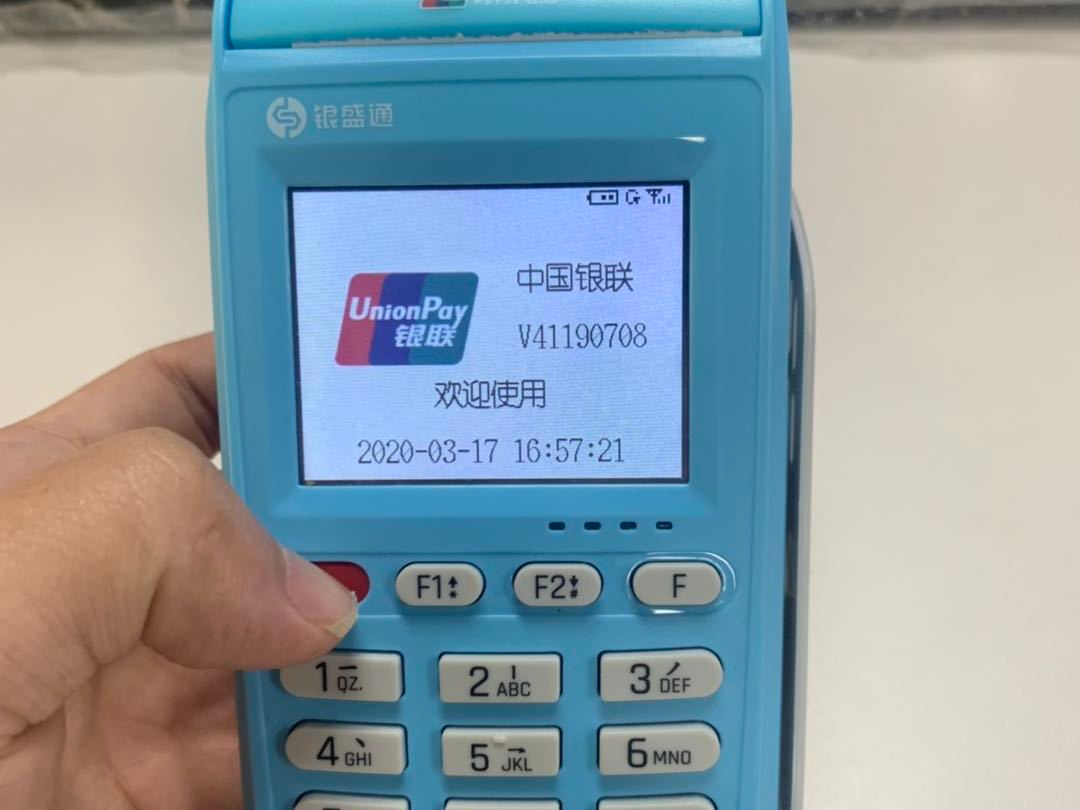 银盛通
中国银联
UnionPay
银联
V41190708
欢迎使用
2020-03-17 16:57:21
F1 *
F2 #
F
1 QZ.
2 ABC
3 DEF
4 GHI
5 JKL
6 MNO